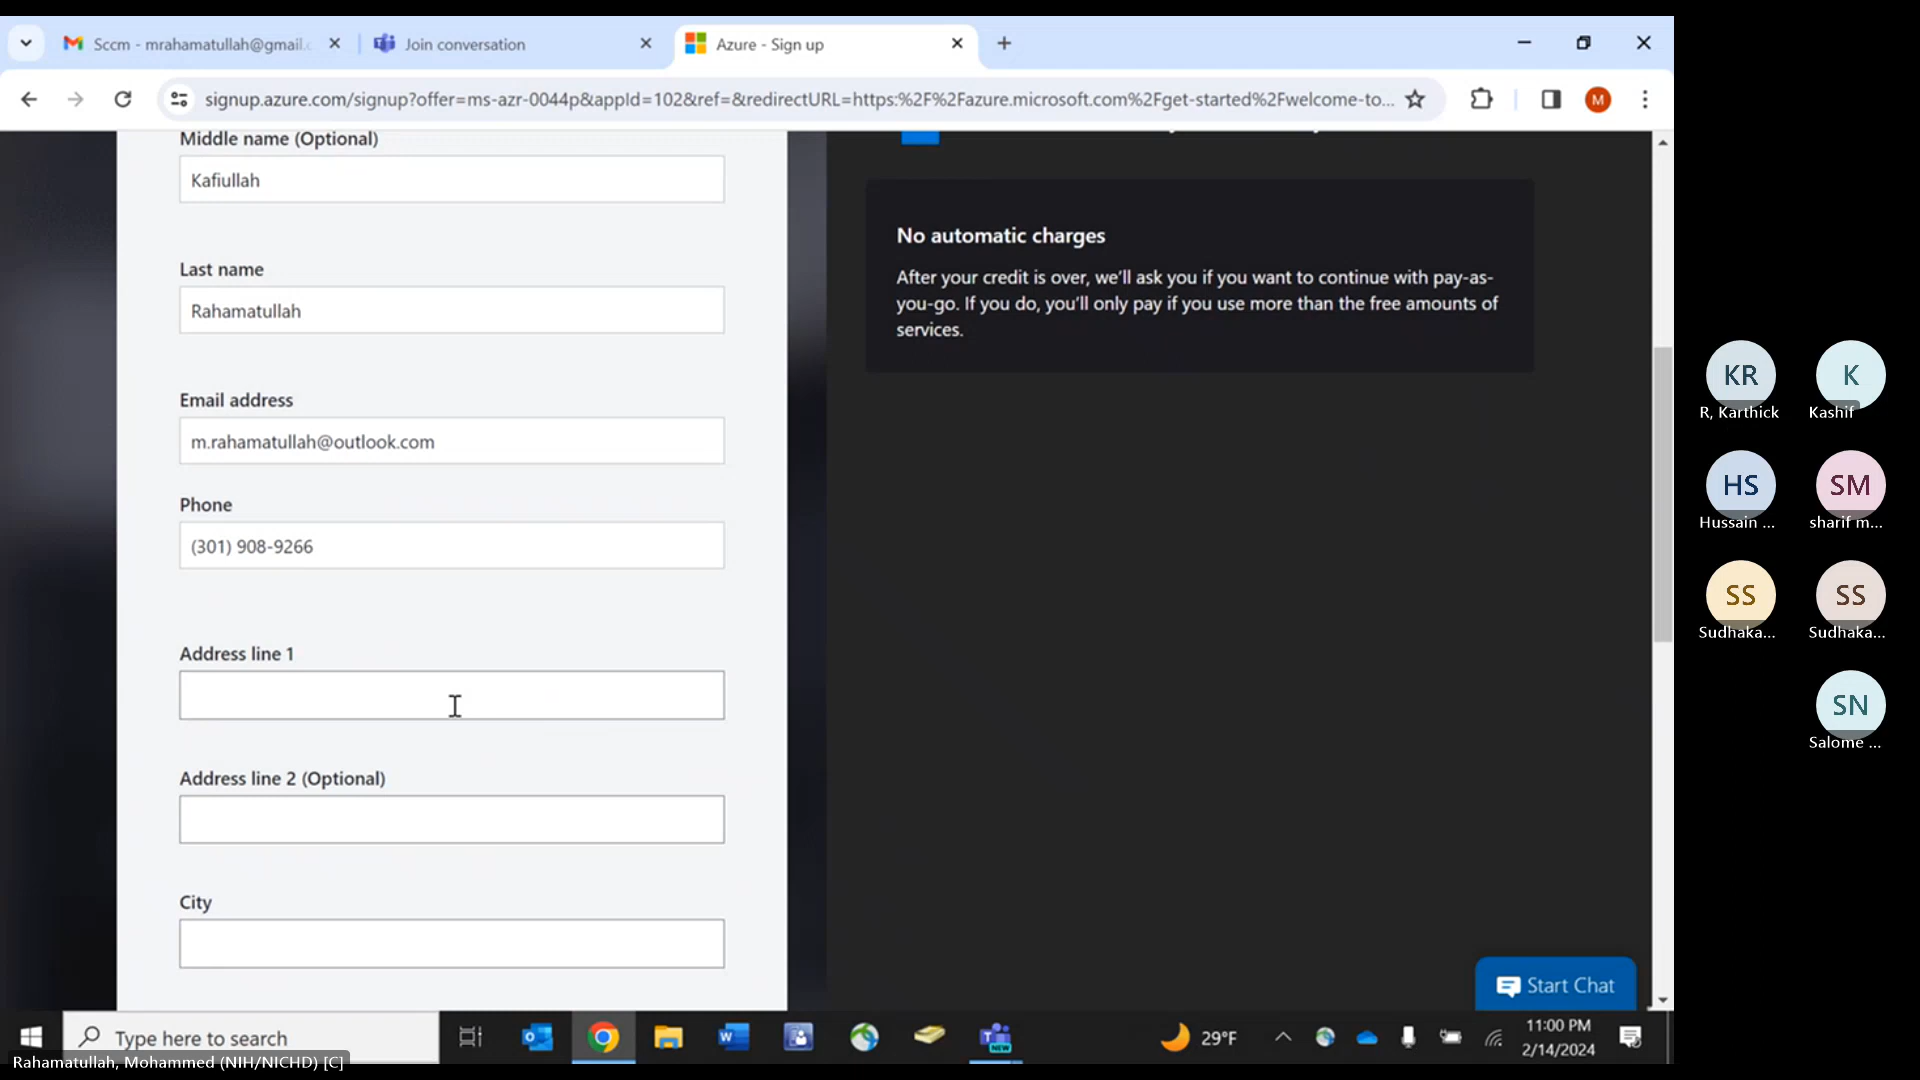 Sccm - mrahamatullah@gmail.c
Join conversation
Azure - Sign up
signup.azure.com/signup?offer=ms-azr-0044p&appId=102&ref=&redirectURL=https:%2F%2Fazure.microsoft.com%2Fget-started%2Fwelcome-to...
M
Middle name (Optional)
Kafiullah
Last name
Rahamatullah
Email address
m.rahamatullah@outlook.com
Phone
(301) 908-9266
Address line 1
Address line 2 (Optional)
City
No automatic charges
After your credit is over, we'll ask you if you want to continue with pay-as-
you-go. If you do, you'll only pay if you use more than the free amounts of
services.
Start Chat
KR
R, Karthick
K
Kashif
HS
Hussain ...
SM
sharif m...
SS
Sudhaka...
SS
Sudhaka...
SN
Salome ...
Type here to search
29°F
11:00 PM
2/14/2024
Rahamatullah, Mohammed (NIH/NICHD) [C]